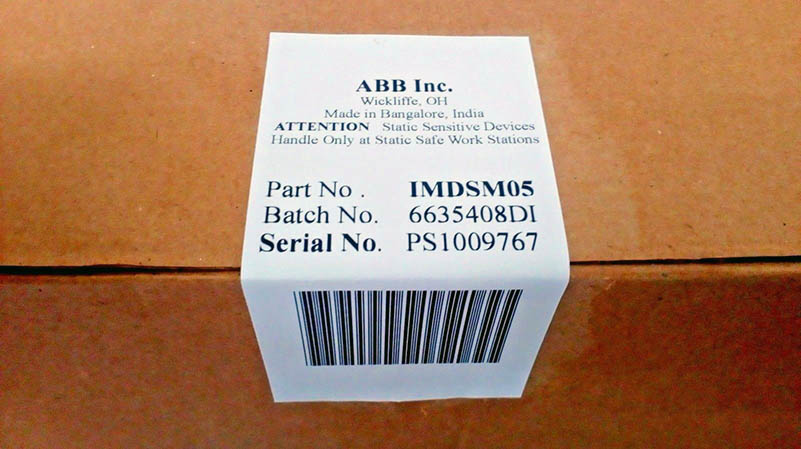 ABB Inc.
Wickliffe, OH
Made in Bangalore, India
ATTENTION Static Sensitive Devices
Handle Only at Static Safe Work Stations
Part No . IMDSM05
Batch No. 6635408DI
Serial No. PS1009767